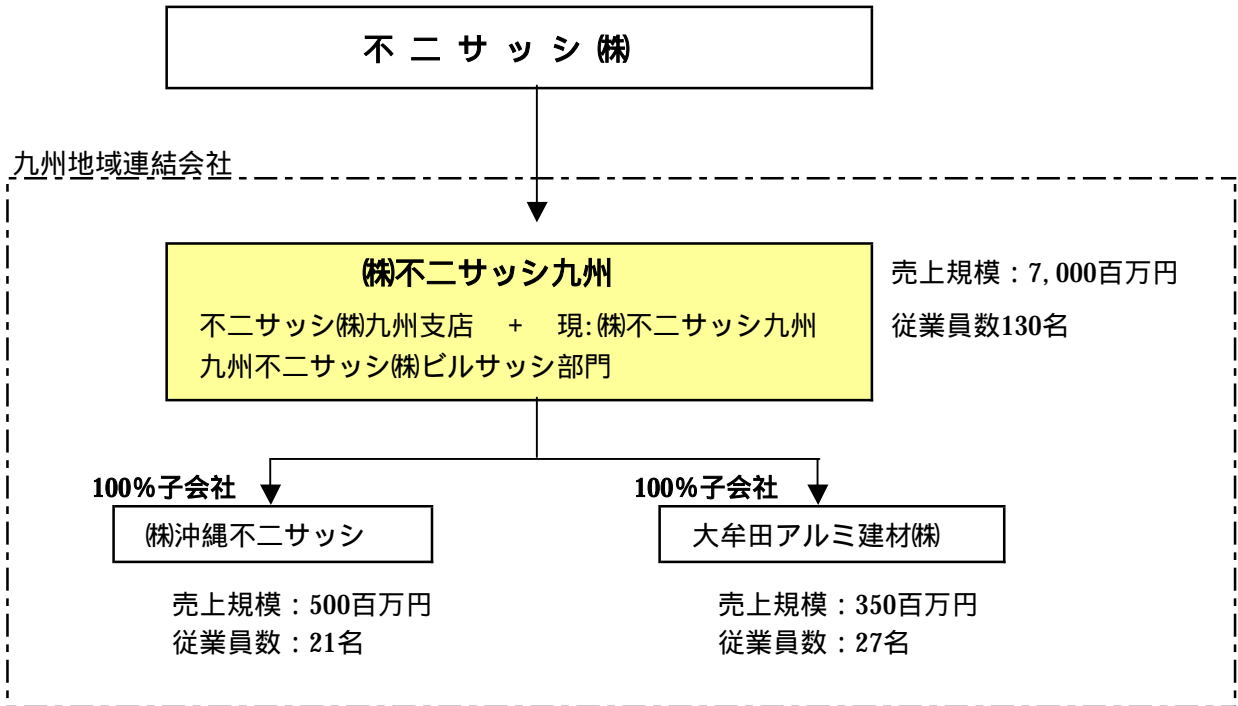 不 二 サ ッ シ ㈱
九州地域連結会社
㈱不二サッシ九州
不二サッシ㈱九州支店 + 現:㈱不二サッシ九州
九州不二サッシ㈱ビルサッシ部門
売上規模：7,000百万円
従業員数130名
100%子会社
㈱沖縄不二サッシ
売上規模：500百万円
従業員数：21名
100%子会社
大牟田アルミ建材㈱
売上規模：350百万円
従業員数：27名